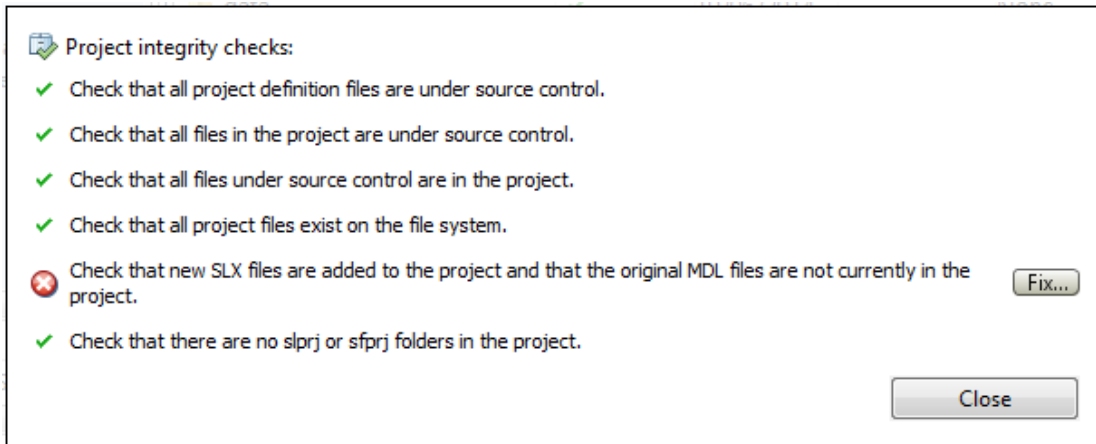 Project integrity checks:
Check that all project definition files are under source control.
Check that all files in the project are under source control.
Check that all files under source control are in the project.
Check that all project files exist on the file system.
Check that new SLX files are added to the project and that the original MDL files are not currently in the
project.
Fix...
Check that there are no slprj or sfprj folders in the project.
Close